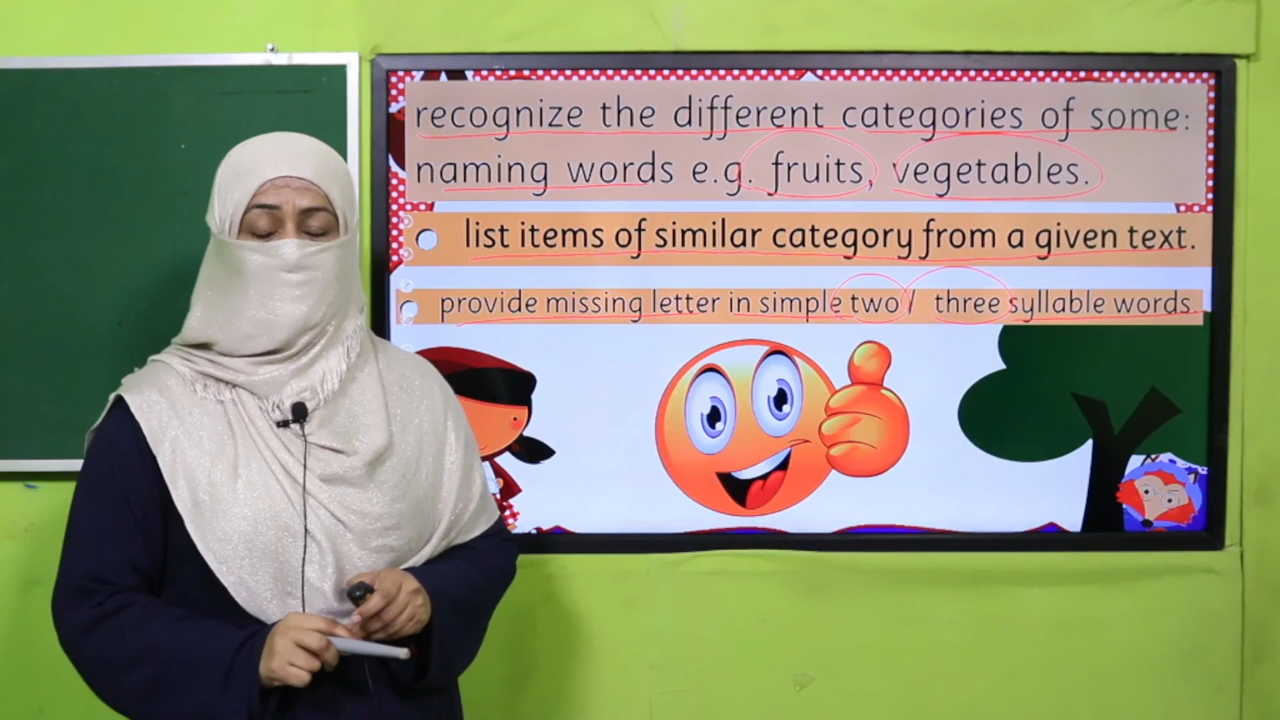 recognize the different categories of some:
naming words e.g. fruits, vegetables.
list items of similar category from a given text.
provide missing letter in simple two / three syllable words.